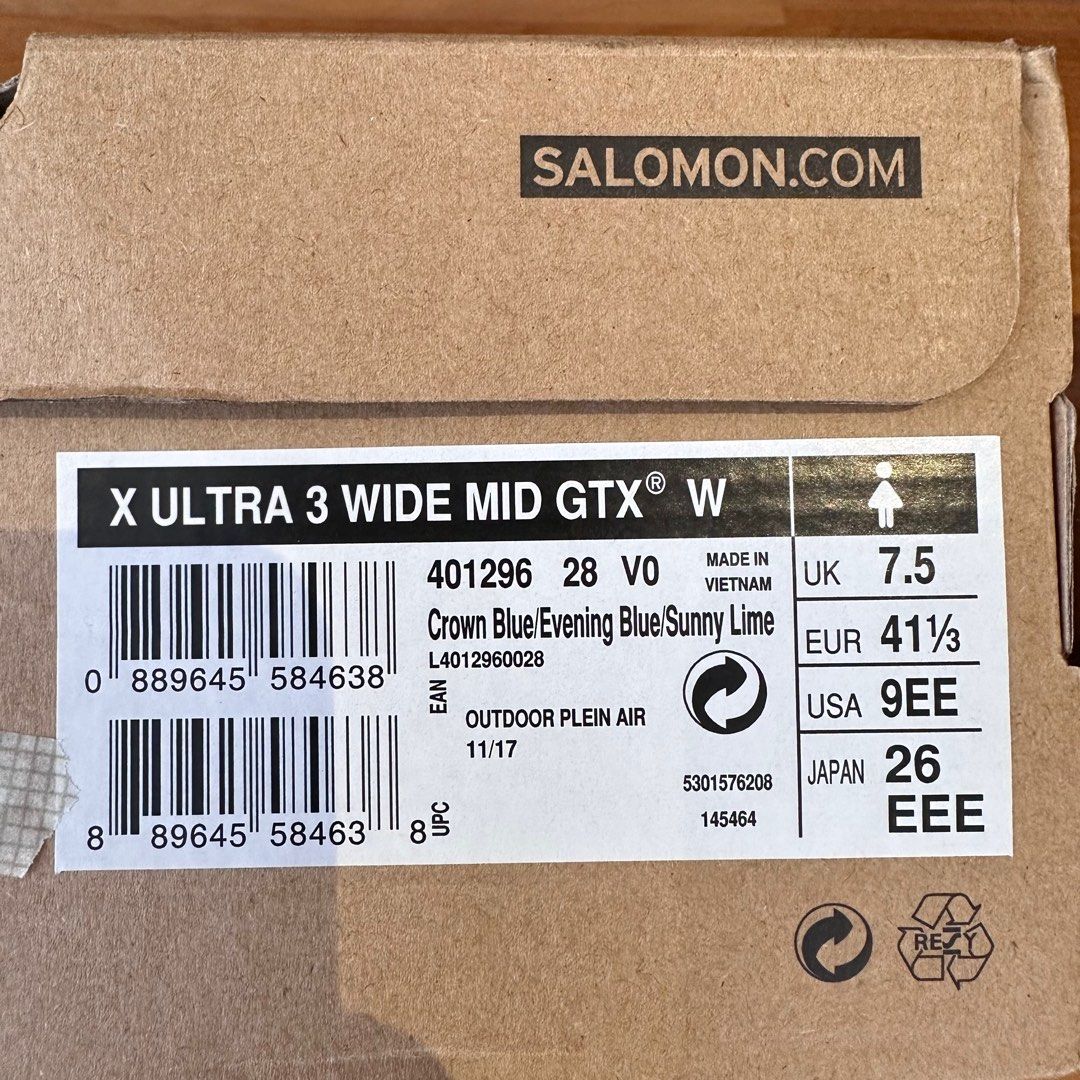 SALOMON.COM
X ULTRA 3 WIDE MID GTX® W
401296 28 V0
MADE IN
VIETNAM
Crown Blue/Evening Blue/Sunny Lime
L4012960028
0 889645 584638
EAN
OUTDOOR PLEIN AIR
11/17
5301576208
145464
8 89645 58463 8
UPC
UK 7.5
EUR 41⅓
USA 9EE
JAPAN 26
EEE
RESY